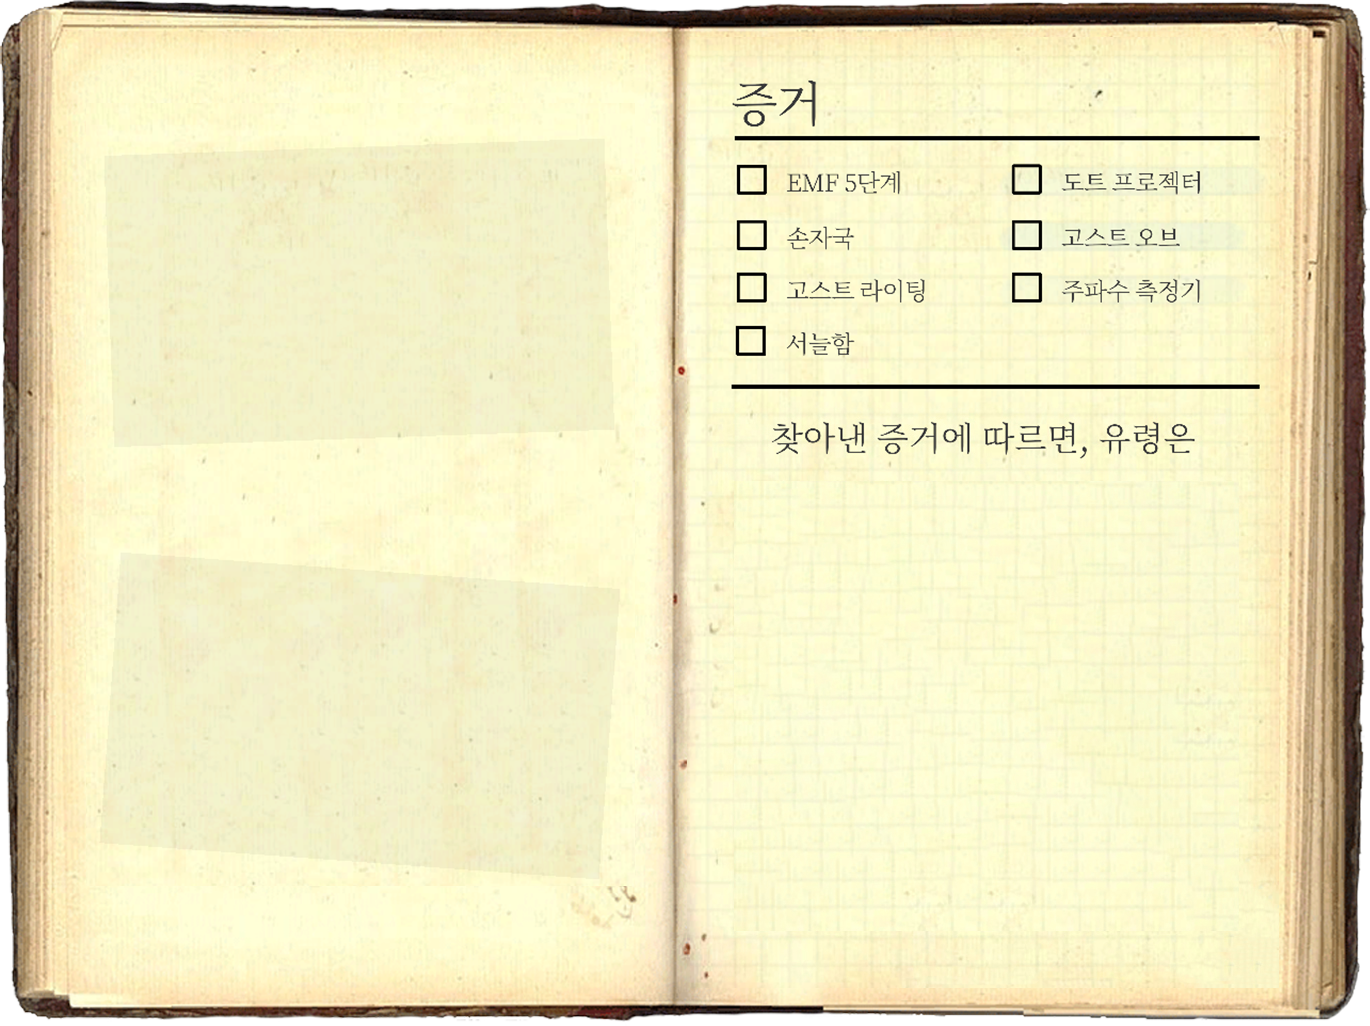 증거
EMF 5단계 도트 프로젝터
손자국 고스트 오브
고스트 라이팅 주파수 측정기
서늘함
찾아낸 증거에 따르면, 유령은